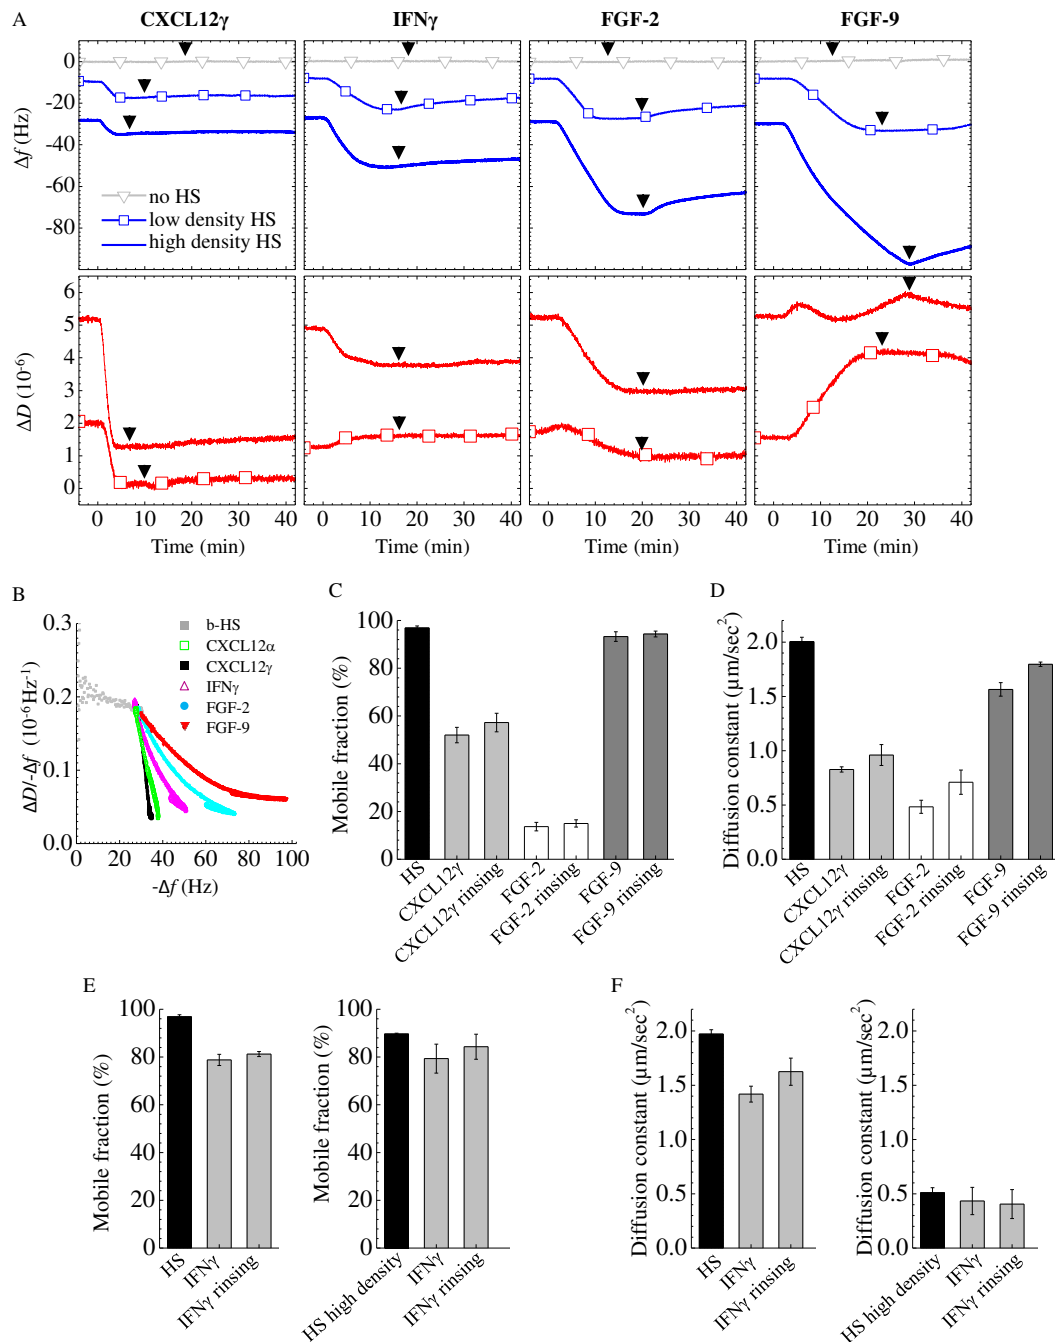 A
CXCL12γ
IFNγ
FGF-2
FGF-9
0
-20
-40
-60
-80
Δf (Hz)
no HS
low density HS
high density HS
6
5
4
3
2
1
0
ΔD (10-6)
0 10 20 30 40
0 10 20 30 40
0 10 20 30 40
0 10 20 30 40
Time (min)
Time (min)
Time (min)
Time (min)
B
0.3
0.2
0.1
0.0
ΔD/-Δf (10-6Hz-1)
b-HS
CXCL12α
CXCL12γ
IFNγ
FGF-2
FGF-9
0 20 40 60 80 100
-Δf (Hz)
C
100
80
60
40
20
0
Mobile fraction (%)
HS
CXCL12γ
CXCL12γ rinsing
FGF-2
FGF-2 rinsing
FGF-9
FGF-9 rinsing
D
2.0
1.5
1.0
0.5
0.0
Diffusion constant (μm/sec2)
HS
CXCL12γ
CXCL12γ rinsing
FGF-2
FGF-2 rinsing
FGF-9
FGF-9 rinsing
E
100
80
60
40
20
0
Mobile fraction (%)
HS
IFNγ
IFNγ rinsing
100
80
60
40
20
0
Mobile fraction (%)
HS high density
IFNγ
IFNγ rinsing
F
2.0
1.5
1.0
0.5
0.0
Diffusion constant (μm/sec2)
HS
IFNγ
IFNγ rinsing
2.0
1.5
1.0
0.5
0.0
Diffusion constant (μm/sec2)
HS high density
IFNγ
IFNγ rinsing